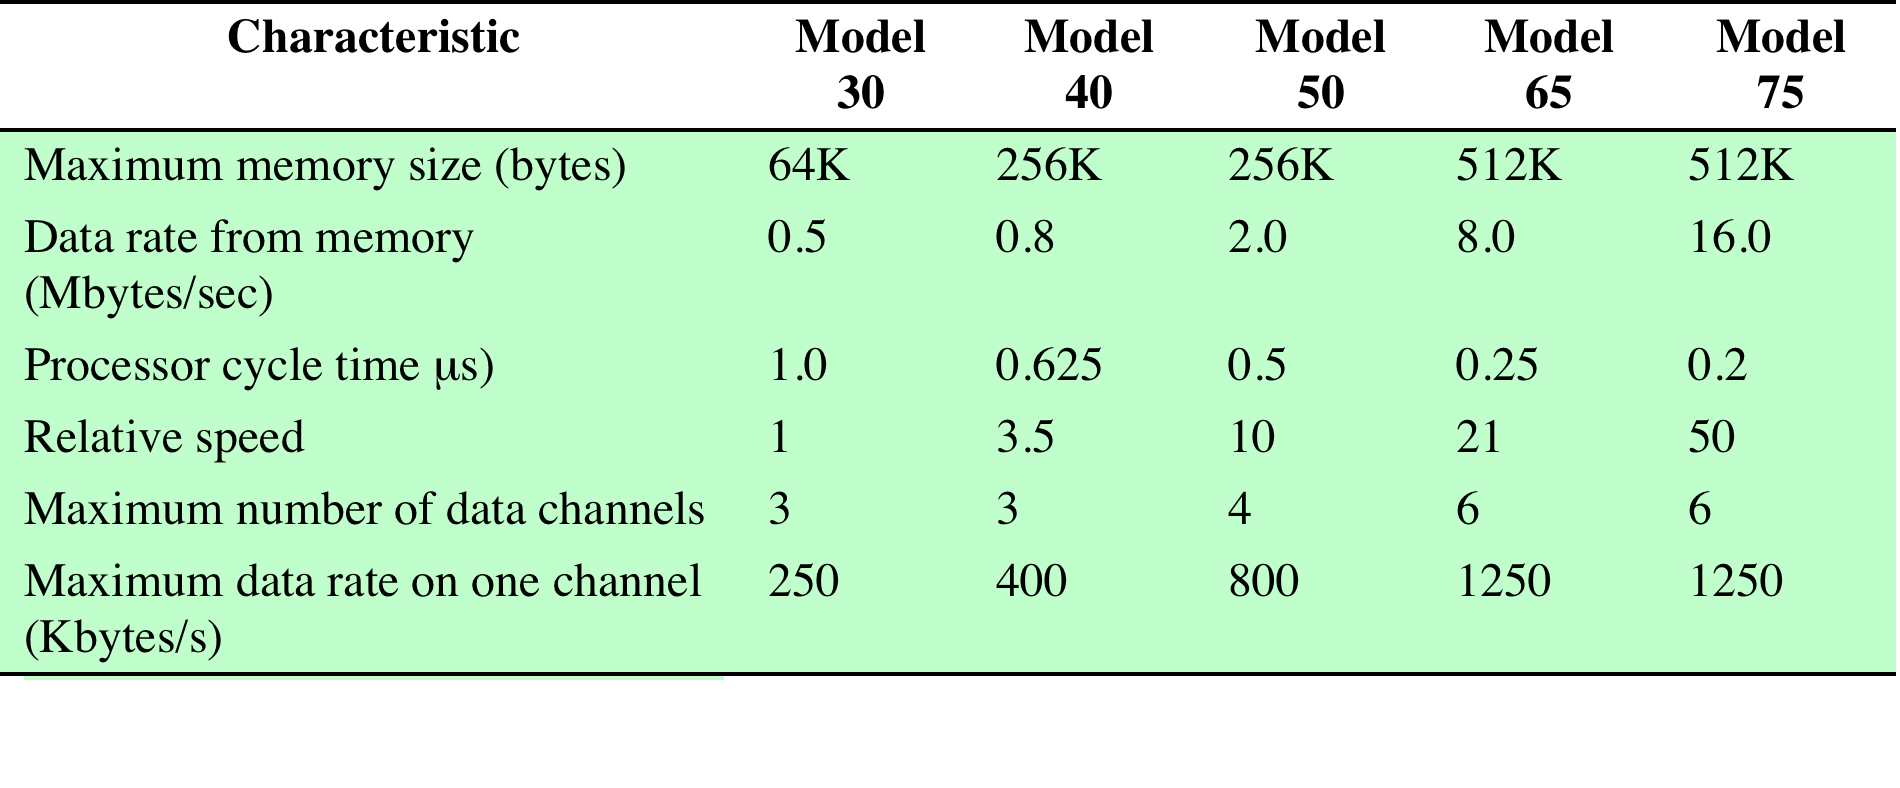 Characteristic Model Model Model Model Model
30 40 50 65 75
Maximum memory size (bytes) 64K 256K 256K 512K 512K
Data rate from memory 0.5 0.8 2.0 8.0 16.0
(Mbytes/sec)
Processor cycle time μs) 1.0 0.625 0.5 0.25 0.2
Relative speed 1 3.5 10 21 50
Maximum number of data channels 3 3 4 6 6
Maximum data rate on one channel 250 400 800 1250 1250
(Kbytes/s)